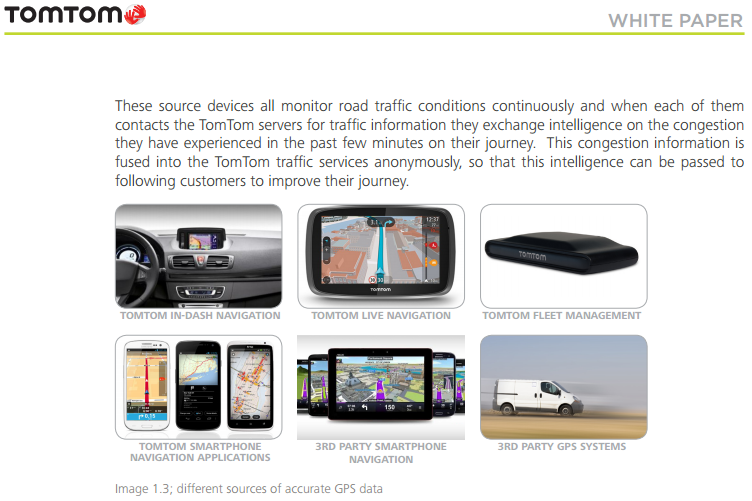 TOMTOM
WHITE PAPER
These source devices all monitor road traffic conditions continuously and when each of them
contacts the TomTom servers for traffic information they exchange intelligence on the congestion
they have experienced in the past few minutes on their journey.  This congestion information is
fused into the TomTom traffic services anonymously, so that this intelligence can be passed to
following customers to improve their journey.
12:37
TOMTOM
TOMTOM
TOMTOM IN-DASH NAVIGATION
TOMTOM LIVE NAVIGATION
TOMTOM FLEET MANAGEMENT
150
TOMTOM SMARTPHONE
NAVIGATION APPLICATIONS
3RD PARTY SMARTPHONE
NAVIGATION
3RD PARTY GPS SYSTEMS
Image 1.3; different sources of accurate GPS data